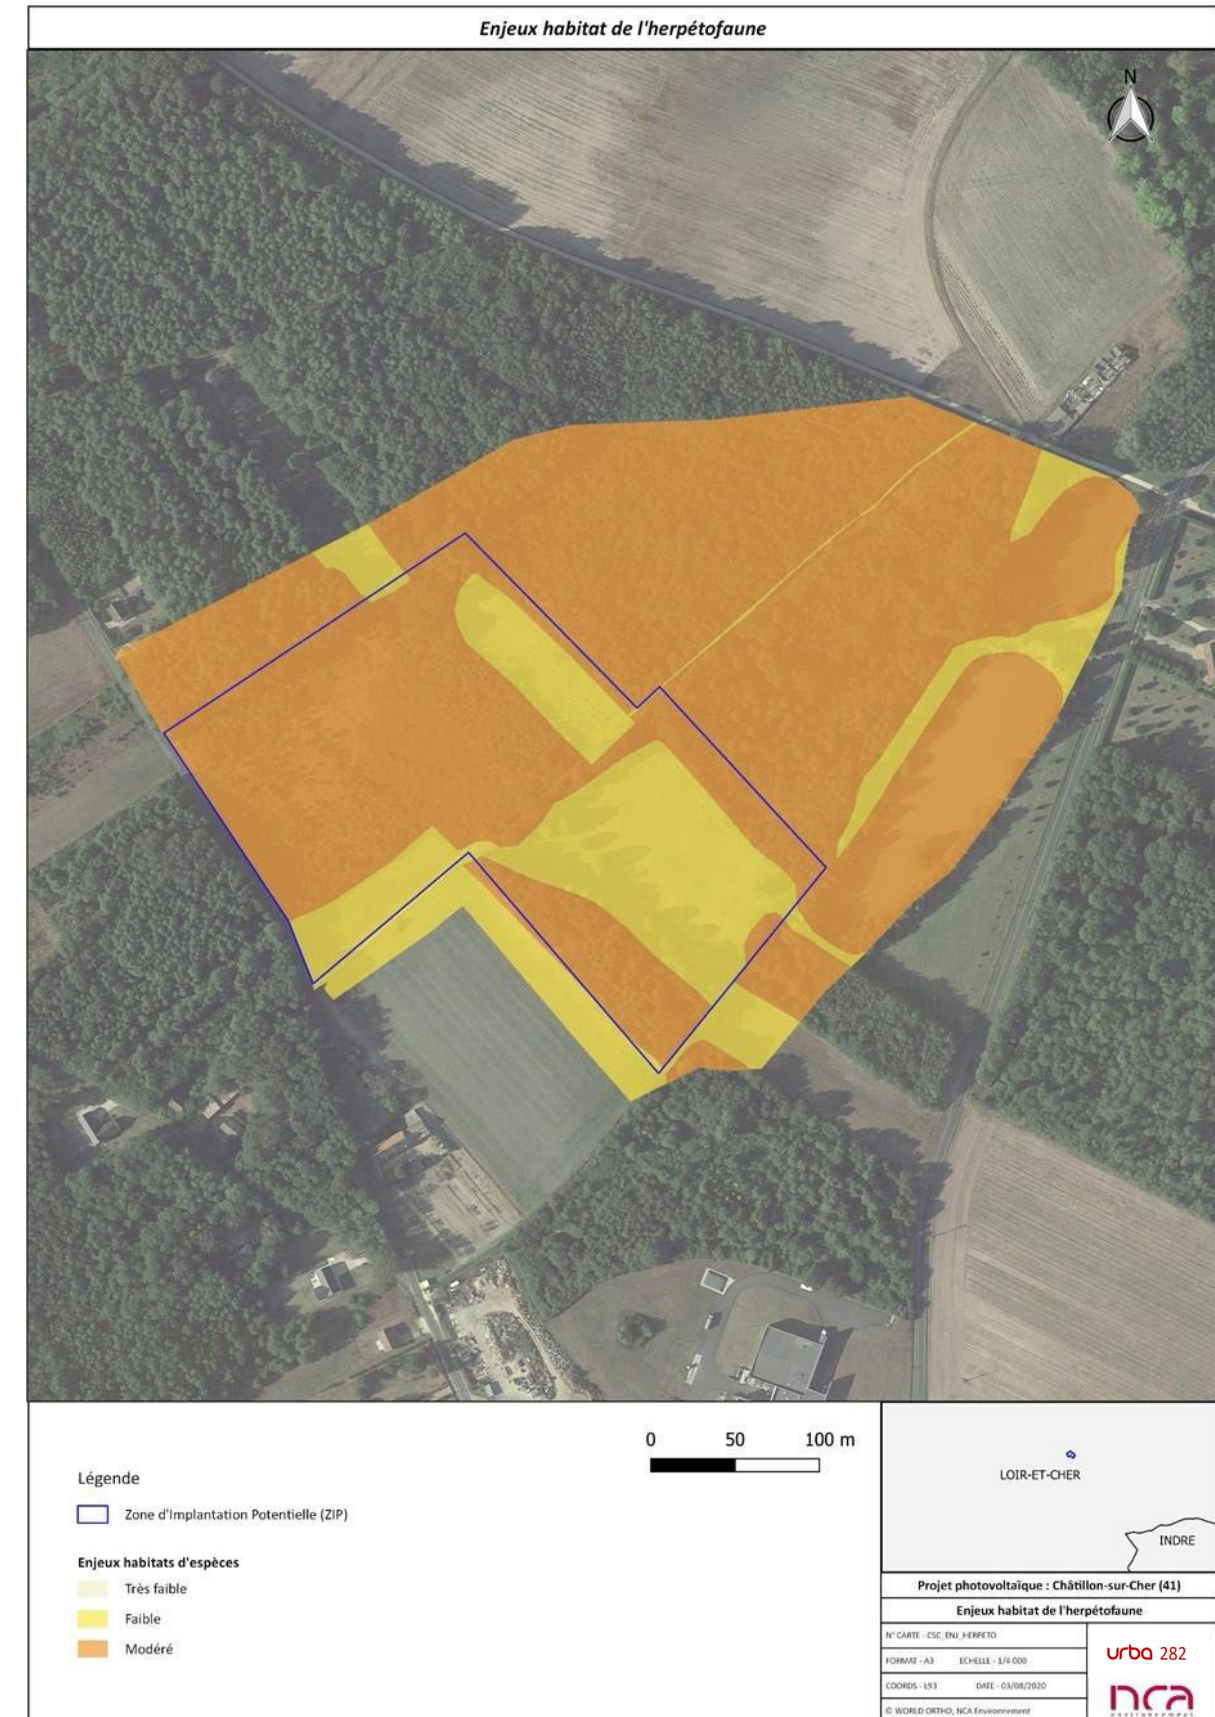 Enjeux habitat de l'herpétofaune
N
0 50 100 m
Légende
Zone d'Implantation Potentielle (ZIP)
Enjeux habitats d'espèces
Très faible
Faible
Modéré
LOIR-ET-CHER
INDRE
Projet photovoltaïque : Châtillon-sur-Cher (41)
Enjeux habitat de l'herpétofaune
N° CARTE - CSC_ENJ_HERPETO
FORMAT - A3 ECHELLE - 1/4 000
COORDS - L93 DATE - 03/08/2020
© WORLD ORTHO, NCA Environnement
urba 282
nca
environnement